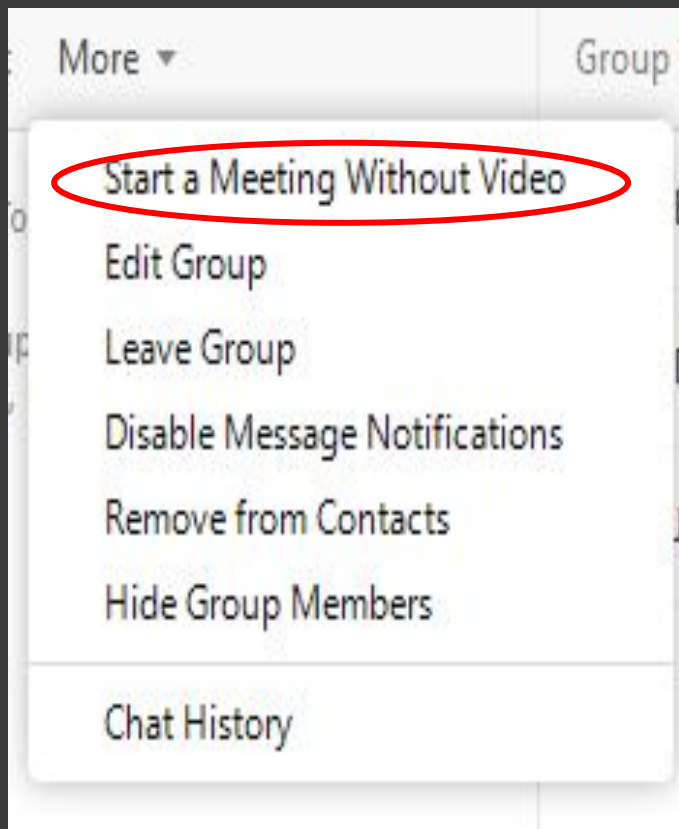 More
Group
Start a Meeting Without Video
Edit Group
Leave Group
Disable Message Notifications
Remove from Contacts
Hide Group Members
Chat History